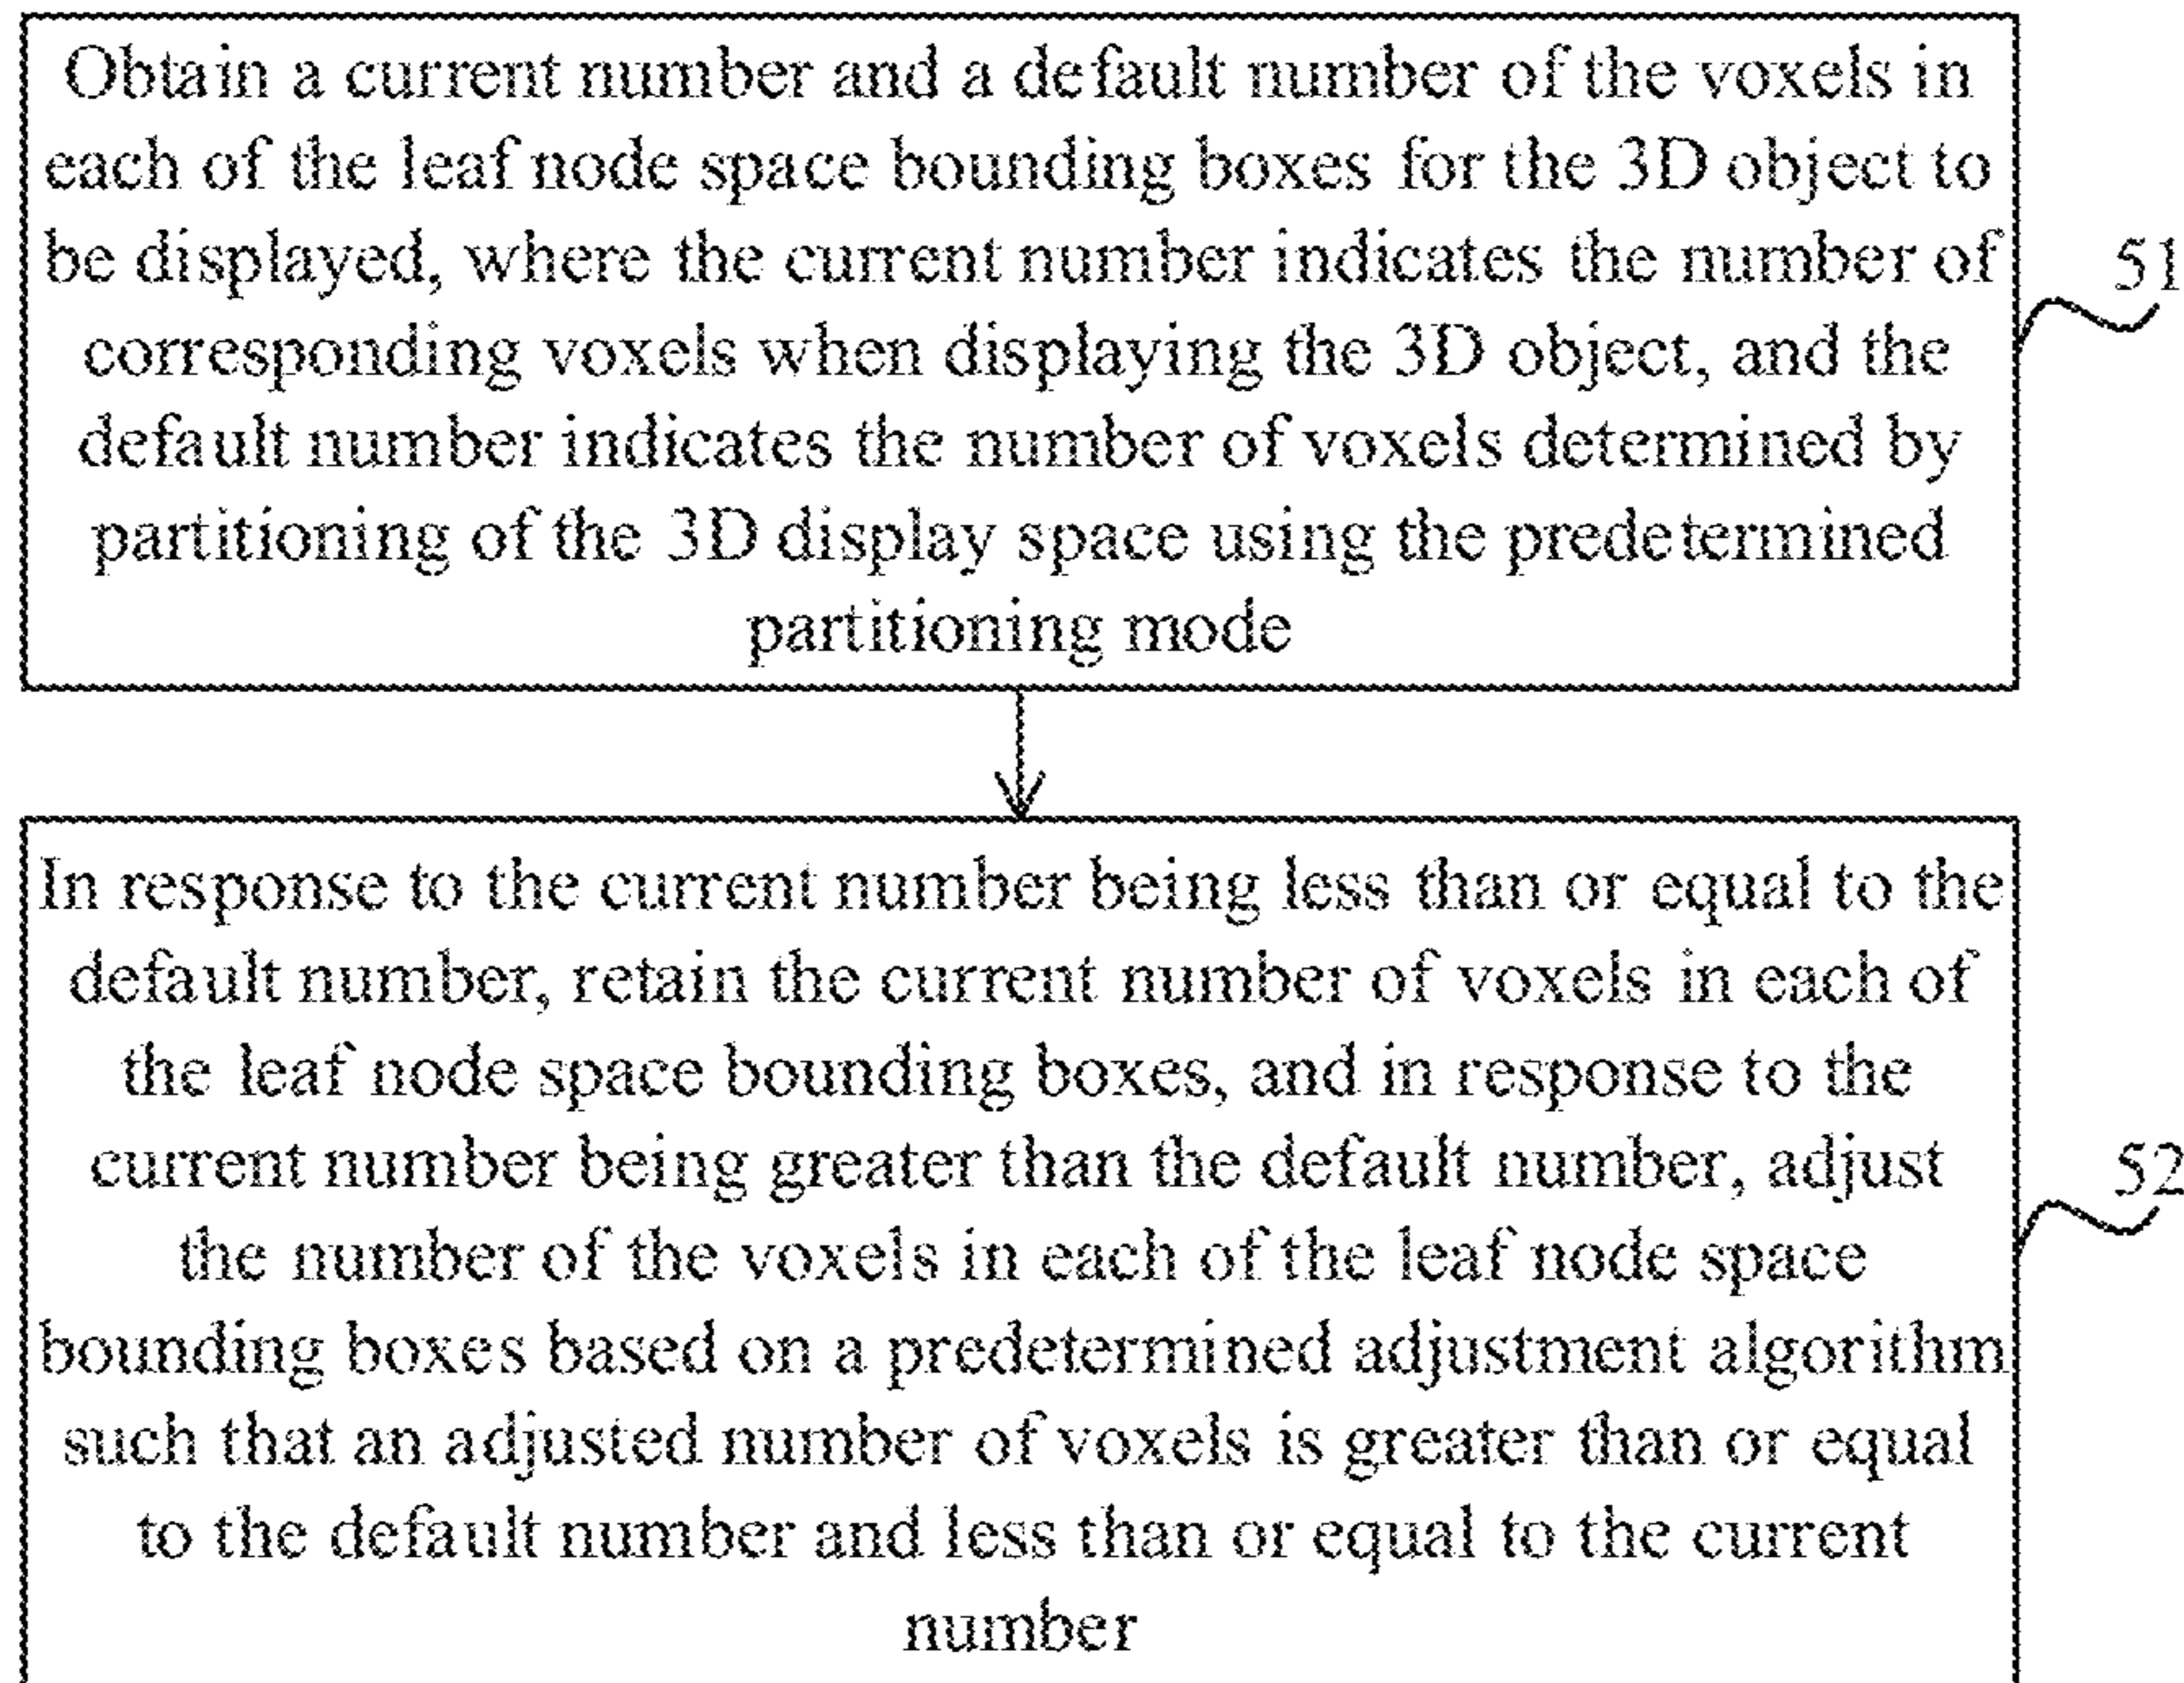 Obtain a current number and a default number of the voxels in
each of the leaf node space bounding boxes for the 3D object to
be displayed, where the current number indicates the number of
corresponding voxels when displaying the 3D object, and the
default number indicates the number of voxels determined by
partitioning of the 3D display space using the predetermined
partitioning mode
51
In response to the current number being less than or equal to the
default number, retain the current number of voxels in each of
the leaf node space bounding boxes, and in response to the
current number being greater than the default number, adjust
the number of the voxels in each of the leaf node space
bounding boxes based on a predetermined adjustment algorithm
such that an adjusted number of voxels is greater than or equal
to the default number and less than or equal to the current
number
52